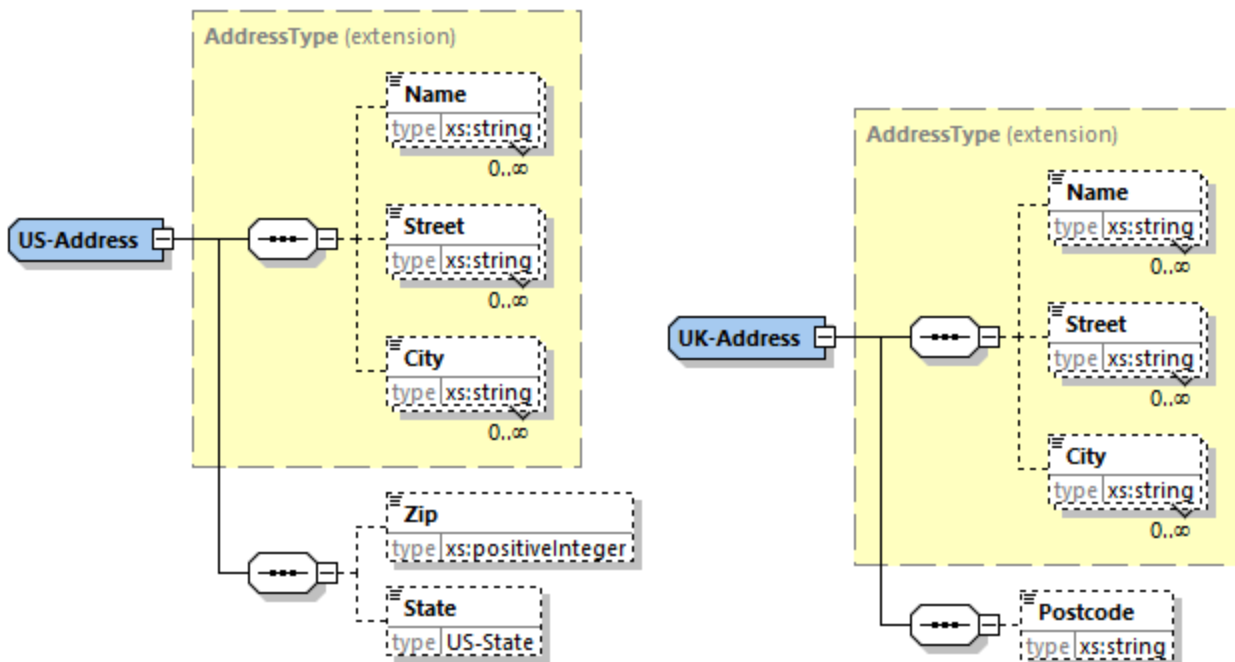 AddressType (extension)
Name
type xs:string
0..∞
US-Address
Street
type xs:string
0..∞
City
type xs:string
0..∞
Zip
type xs:positiveInteger
State
type US-State
AddressType (extension)
Name
type xs:string
0..∞
UK-Address
Street
type xs:string
0..∞
City
type xs:string
0..∞
Postcode
type xs:string